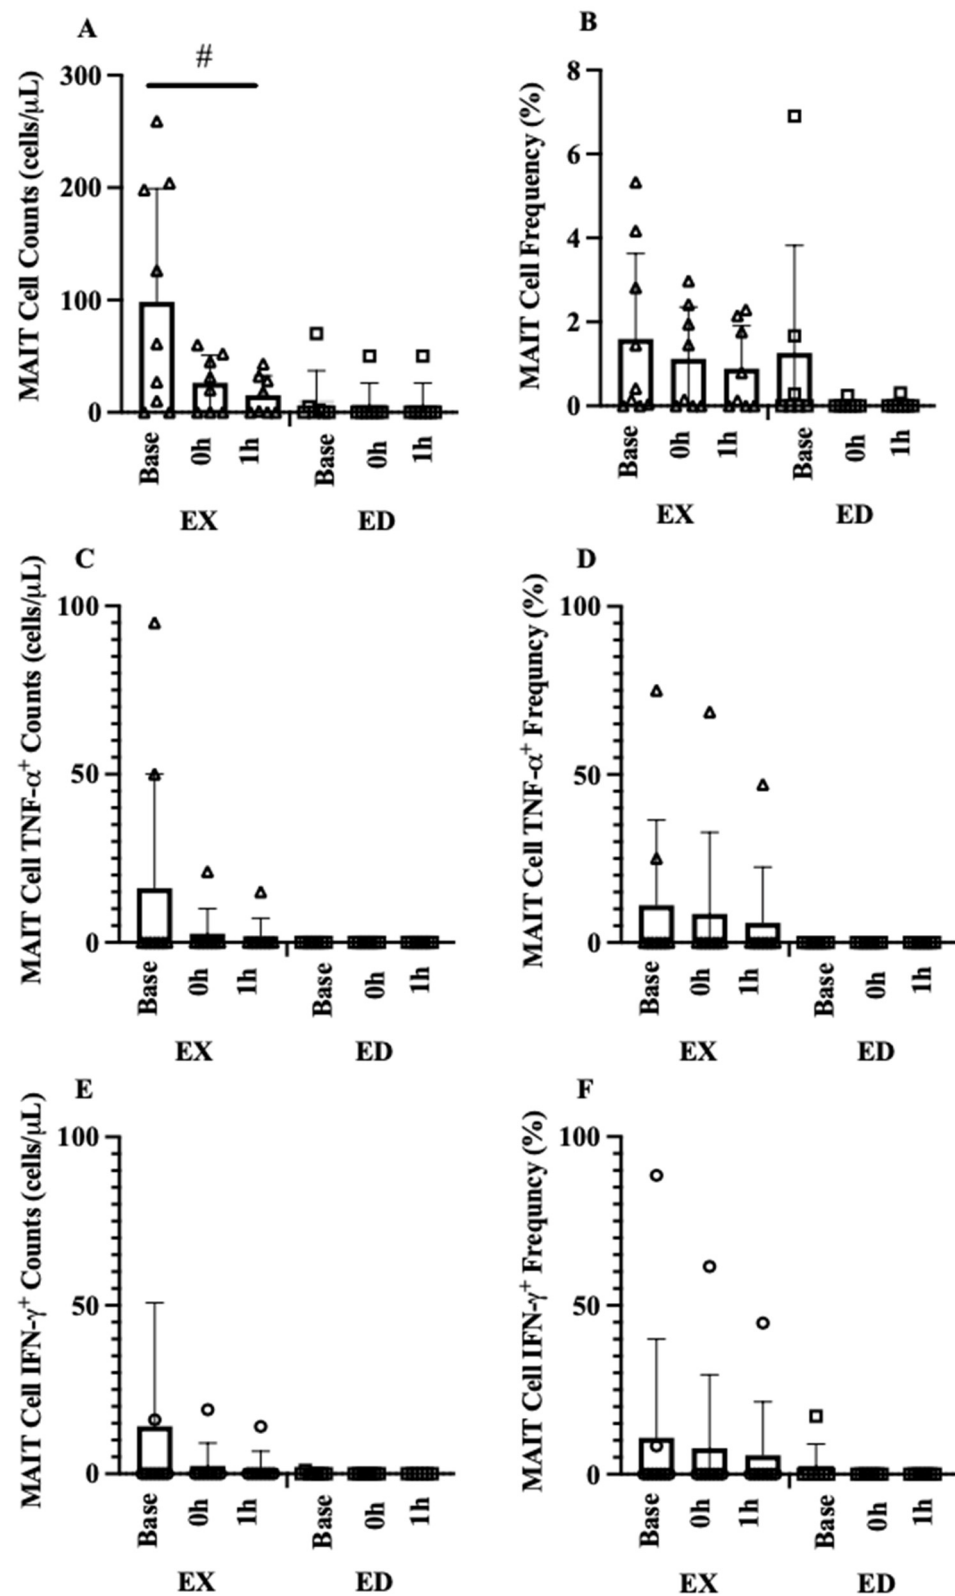 A
#
MAIT Cell Counts (cells/μL)
300
200
100
0
Base
0h
1h
Base
0h
1h
EX
ED
B
MAIT Cell Frequency (%)
8
6
4
2
0
Base
0h
1h
Base
0h
1h
EX
ED
C
MAIT Cell TNF-α⁺ Counts (cells/μL)
100
50
0
Base
0h
1h
Base
0h
1h
EX
ED
D
MAIT Cell TNF-α⁺ Frequncy (%)
100
50
0
Base
0h
1h
Base
0h
1h
EX
ED
E
MAIT Cell IFN-γ⁺ Counts (cells/μL)
100
50
0
Base
0h
1h
Base
0h
1h
EX
ED
F
MAIT Cell IFN-γ⁺ Frequncy (%)
100
50
0
Base
0h
1h
Base
0h
1h
EX
ED